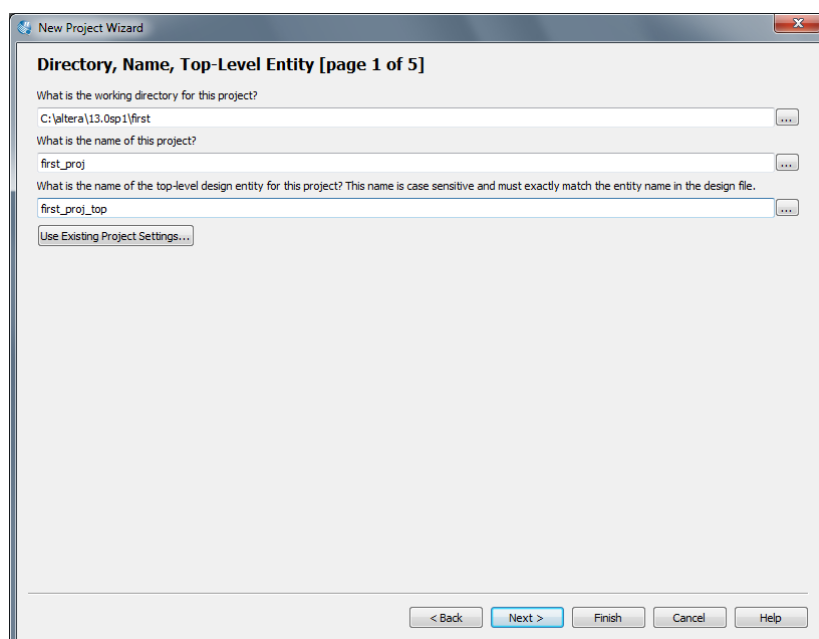 New Project Wizard
Directory, Name, Top-Level Entity [page 1 of 5]
What is the working directory for this project?
C:\altera\13.0sp1\first
...
What is the name of this project?
first_proj
...
What is the name of the top-level design entity for this project? This name is case sensitive and must exactly match the entity name in the design file.
first_proj_top
...
Use Existing Project Settings...
< Back Next > Finish Cancel Help